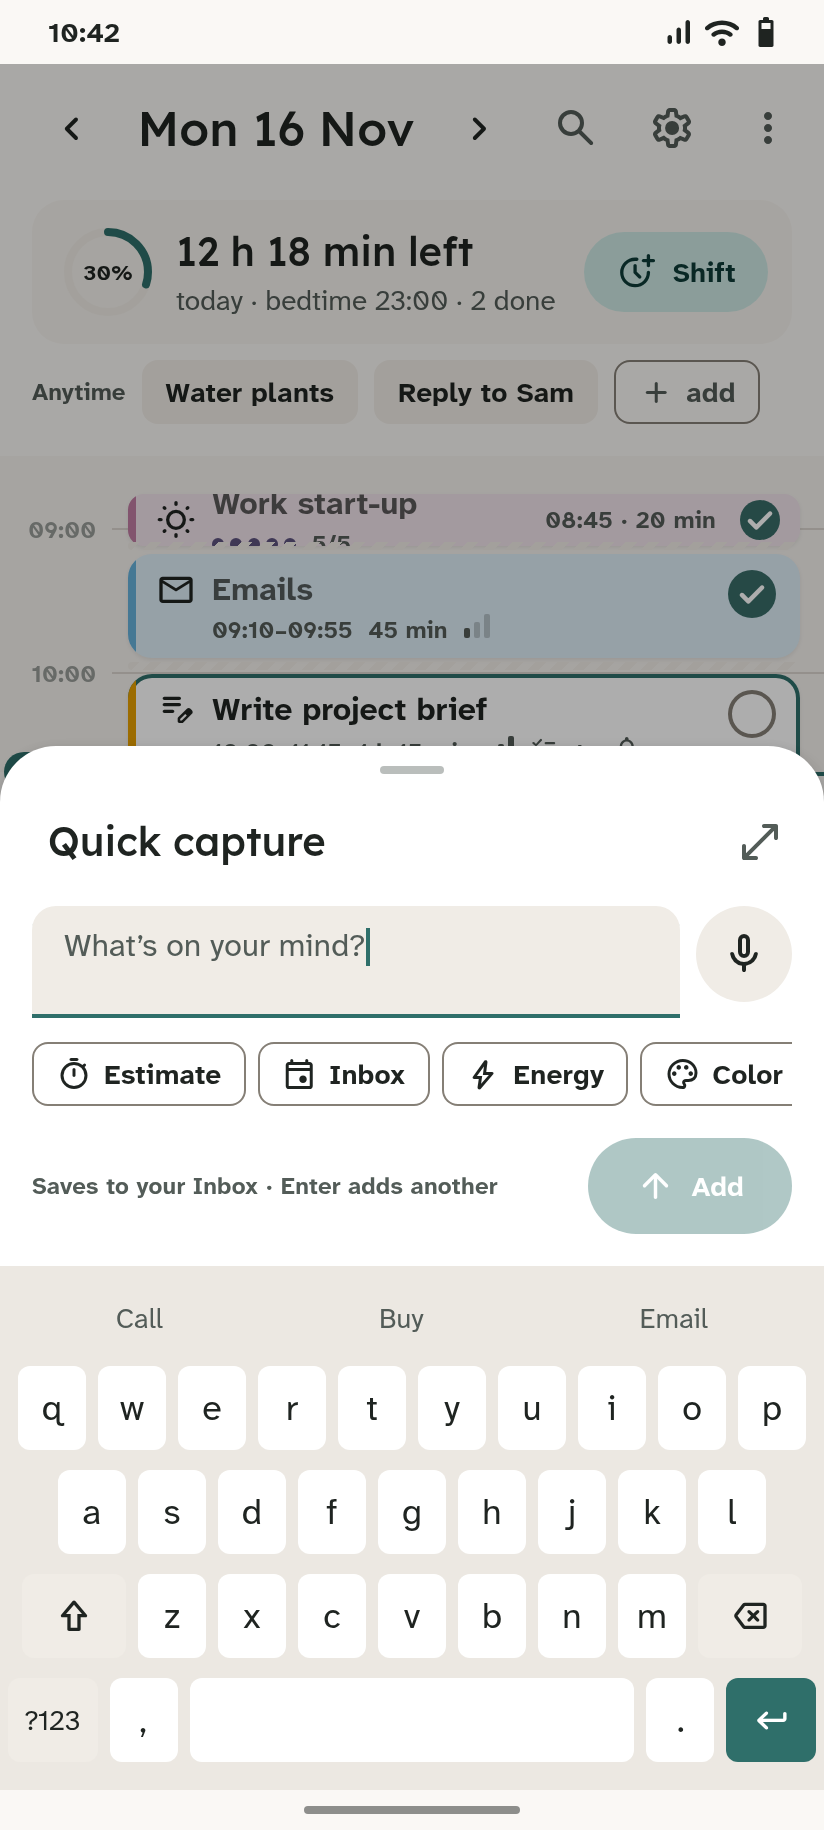 10:42
Mon 16 Nov
30%
12 h 18 min left
today · bedtime 23:00 · 2 done
Shift
Anytime
Water plants
Reply to Sam
add
09:00
Work start-up
5/5
08:45 · 20 min
Emails
09:10–09:55 45 min
10:00
Write project brief
Quick capture
What’s on your mind?
Estimate
Inbox
Energy
Color
Saves to your Inbox · Enter adds another
Add
Call Buy Email
q w e r t y u i o p
a s d f g h j k l
z x c v b n m
?123 , .